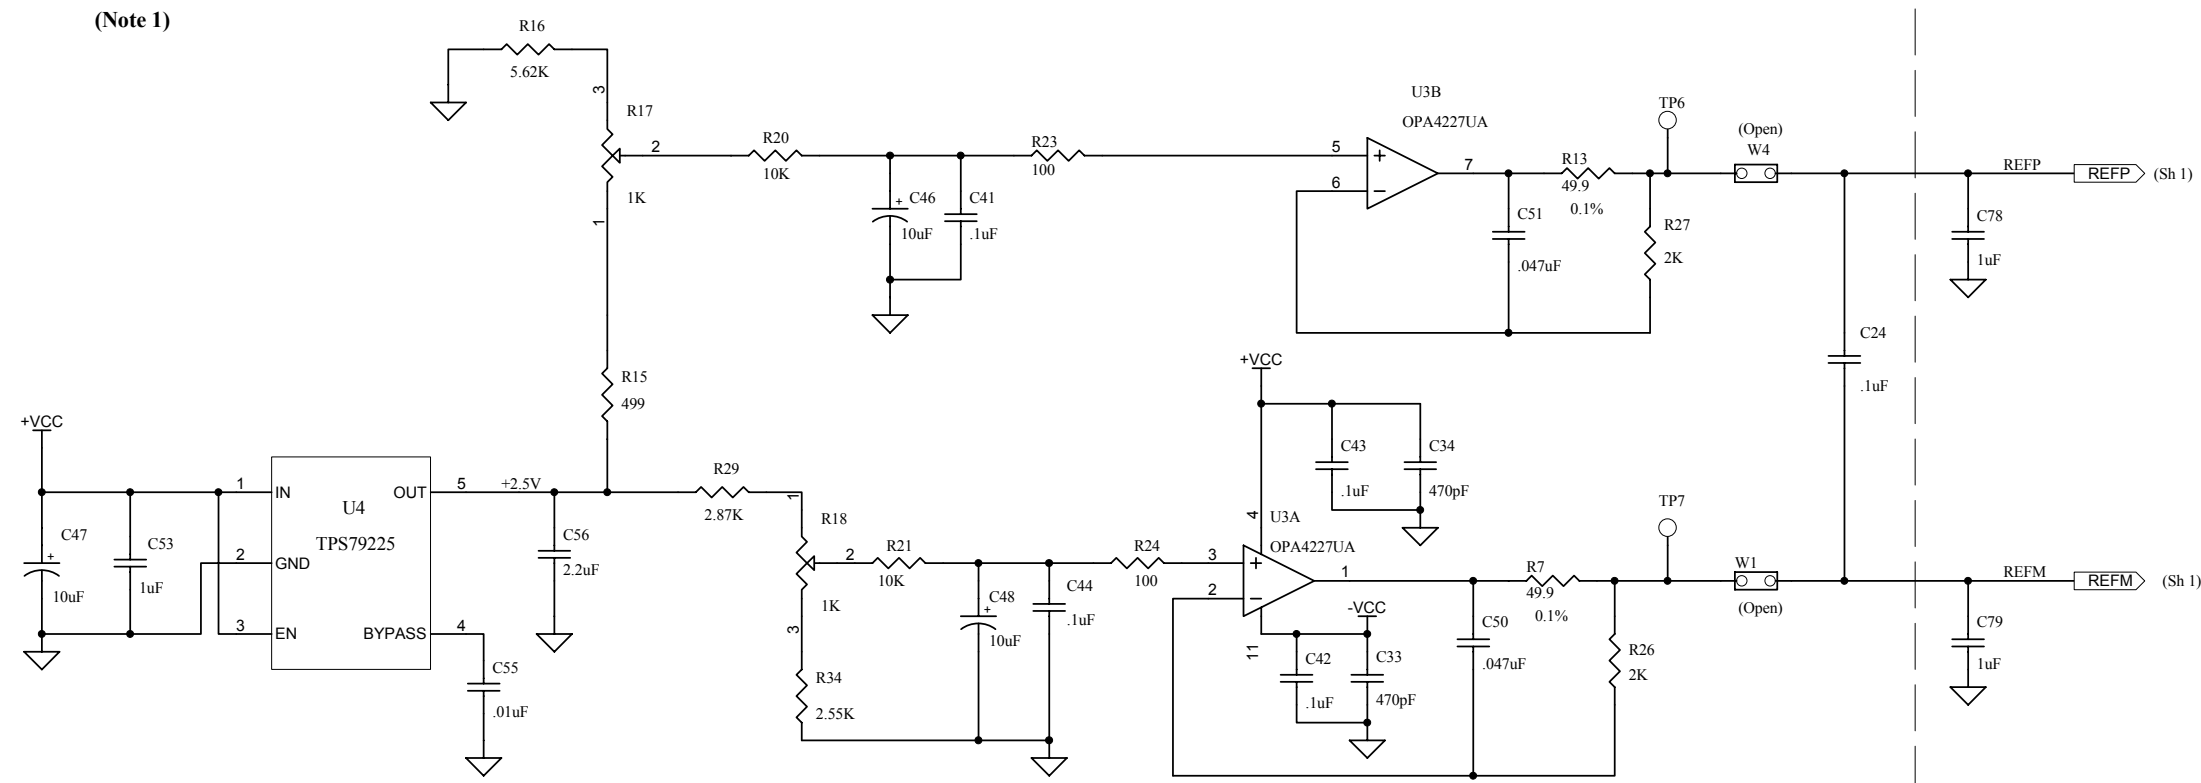 (Note 1)
R16
5.62K
3
R17
2
1K
1
R20
10K
C46
+
10uF
C41
.1uF
R23
100
U3B
OPA4227UA
5
+
6
−
7
R13
49.9
0.1%
C51
.047uF
R27
2K
TP6
(Open)
W4
REFP
REFP
(Sh 1)
C78
1uF
C24
.1uF
R15
499
+VCC
C47
+
10uF
C53
1uF
1
IN
2
GND
3
EN
U4
TPS79225
OUT
5
BYPASS
4
+2.5V
C55
.01uF
C56
2.2uF
R29
2.87K
1
R18
2
1K
3
R34
2.55K
R21
10K
C48
+
10uF
C44
.1uF
R24
100
+VCC
C43
.1uF
C34
470pF
4
U3A
OPA4227UA
3
+
2
−
1
11
-VCC
C42
.1uF
C33
470pF
C50
.047uF
R7
49.9
0.1%
R26
2K
TP7
W1
(Open)
REFM
REFM
(Sh 1)
C79
1uF